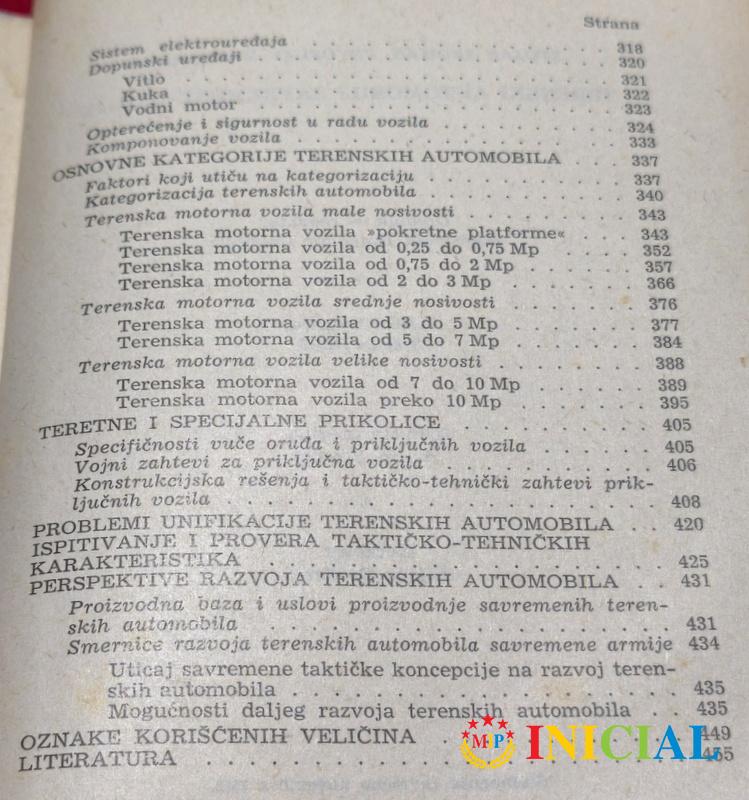 Strana
Sistem elektrouređaja . . . . . . . . . . . . . 318
Dopunski uređaji . . . . . . . . . . . . . . . 320
Vitlo . . . . . . . . . . . . . . . . . . . 321
Kuka . . . . . . . . . . . . . . . . . . . 322
Vodni motor . . . . . . . . . . . . . . . . 323
Opterećenje i sigurnost u radu vozila . . . . . . . 324
Komponovanje vozila . . . . . . . . . . . . . . 333
OSNOVNE KATEGORIJE TERENSKIH AUTOMOBILA . . . 337
Faktori koji utiču na kategorizaciju . . . . . . . . 337
Kategorizacija terenskih automobila . . . . . . . . 340
Terenska motorna vozila male nosivosti . . . . . . . 343
Terenska motorna vozila »pokretne platforme« . . . 343
Terenska motorna vozila od 0,25 do 0,75 Mp . . . . 352
Terenska motorna vozila od 0,75 do 2 Mp . . . . . 357
Terenska motorna vozila od 2 do 3 Mp . . . . . . 366
Terenska motorna vozila srednje nosivosti . . . . . . 376
Terenska motorna vozila od 3 do 5 Mp . . . . . . 377
Terenska motorna vozila od 5 do 7 Mp . . . . . . 384
Terenska motorna vozila velike nosivosti . . . . . . 388
Terenska motorna vozila od 7 do 10 Mp . . . . . 389
Terenska motorna vozila preko 10 Mp . . . . . . 395
TERETNE I SPECIJALNE PRIKOLICE . . . . . . . . 405
Specifičnosti vuče oruđa i priključnih vozila . . . . . 405
Vojni zahtevi za priključna vozila . . . . . . . . . 406
Konstrukcijska rešenja i taktičko-tehnički zahtevi prik-
ljučnih vozila . . . . . . . . . . . . . . . . . 408
PROBLEMI UNIFIKACIJE TERENSKIH AUTOMOBILA . . 420
ISPITIVANJE I PROVERA TAKTIČKO-TEHNIČKIH
KARAKTERISTIKA . . . . . . . . . . . . . . . . 425
PERSPEKTIVE RAZVOJA TERENSKIH AUTOMOBILA . . 431
Proizvodna baza i uslovi proizvodnje savremenih teren-
skih automobila . . . . . . . . . . . . . . . . 431
Smernice razvoja terenskih automobila savremene armije 434
Uticaj savremene taktičke koncepcije na razvoj teren-
skih automobila . . . . . . . . . . . . . . . 435
Mogućnosti daljeg razvoja terenskih automobila . . 435
OZNAKE KORIŠĆENIH VELIČINA . . . . . . . . . 449
LITERATURA . . . . . . . . . . . . . . . . . . 455
MP INICIAL